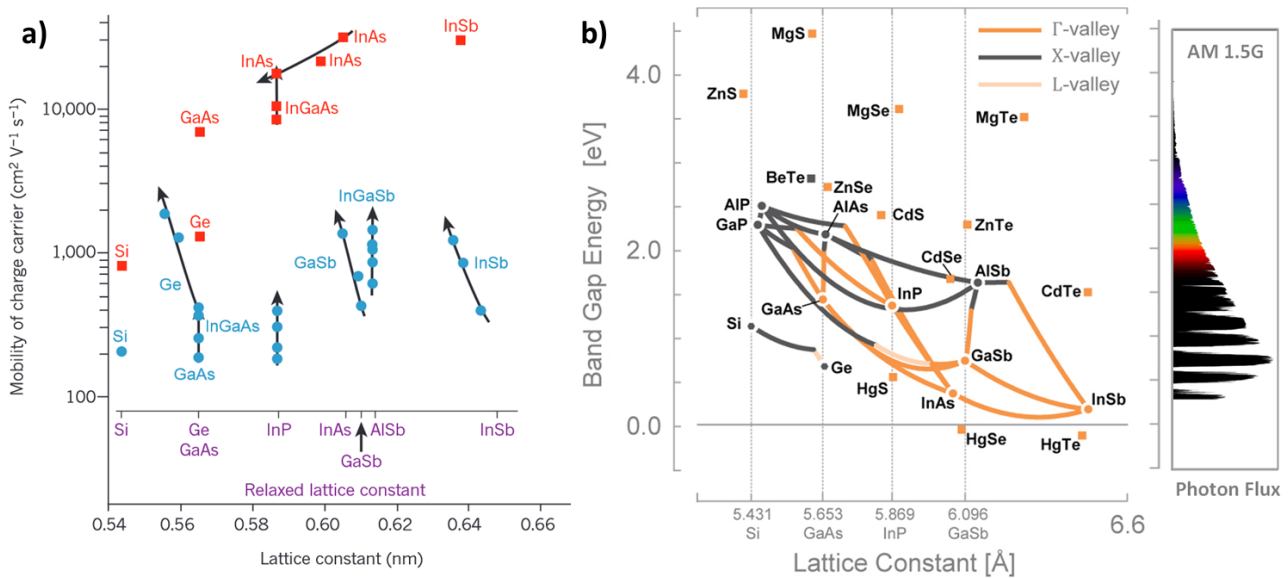 a)
Mobility of charge carrier (cm² V⁻¹ s⁻¹)
10,000
1,000
100
InSb
InAs
InAs
InAs
InGaAs
GaAs
Ge
Si
InGaSb
GaSb
InSb
Ge
InGaAs
GaAs
Si
Si
Ge
GaAs
InP
InAs
AlSb
GaSb
InSb
Relaxed lattice constant
0.54
0.56
0.58
0.60
0.62
0.64
0.66
Lattice constant (nm)
b)
Band Gap Energy [eV]
4.0
2.0
0.0
Γ-valley
X-valley
L-valley
MgS
ZnS
MgSe
MgTe
BeTe
ZnSe
AlP
AlAs
GaP
CdS
ZnTe
CdSe
AlSb
InP
CdTe
GaAs
Si
GaSb
Ge
HgS
InAs
InSb
HgSe
HgTe
5.431
Si
5.653
GaAs
5.869
InP
6.096
GaSb
6.6
Lattice Constant [Å]
AM 1.5G
Photon Flux